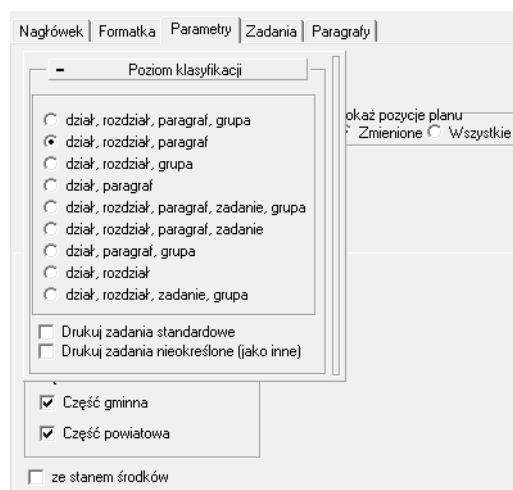 Nagłówek Formatka Parametry Zadania Paragrafy
Poziom klasyfikacji
dział, rozdział, paragraf, grupa
dział, rozdział, paragraf
dział, rozdział, grupa
dział, paragraf
dział, rozdział, paragraf, zadanie, grupa
dział, rozdział, paragraf, zadanie
dział, paragraf, grupa
dział, rozdział
dział, rozdział, zadanie, grupa
Drukuj zadania standardowe
Drukuj zadania nieokreślone (jako inne)
okaż pozycje planu
Zmienione Wszystkie
Część gminna
Część powiatowa
ze stanem środków